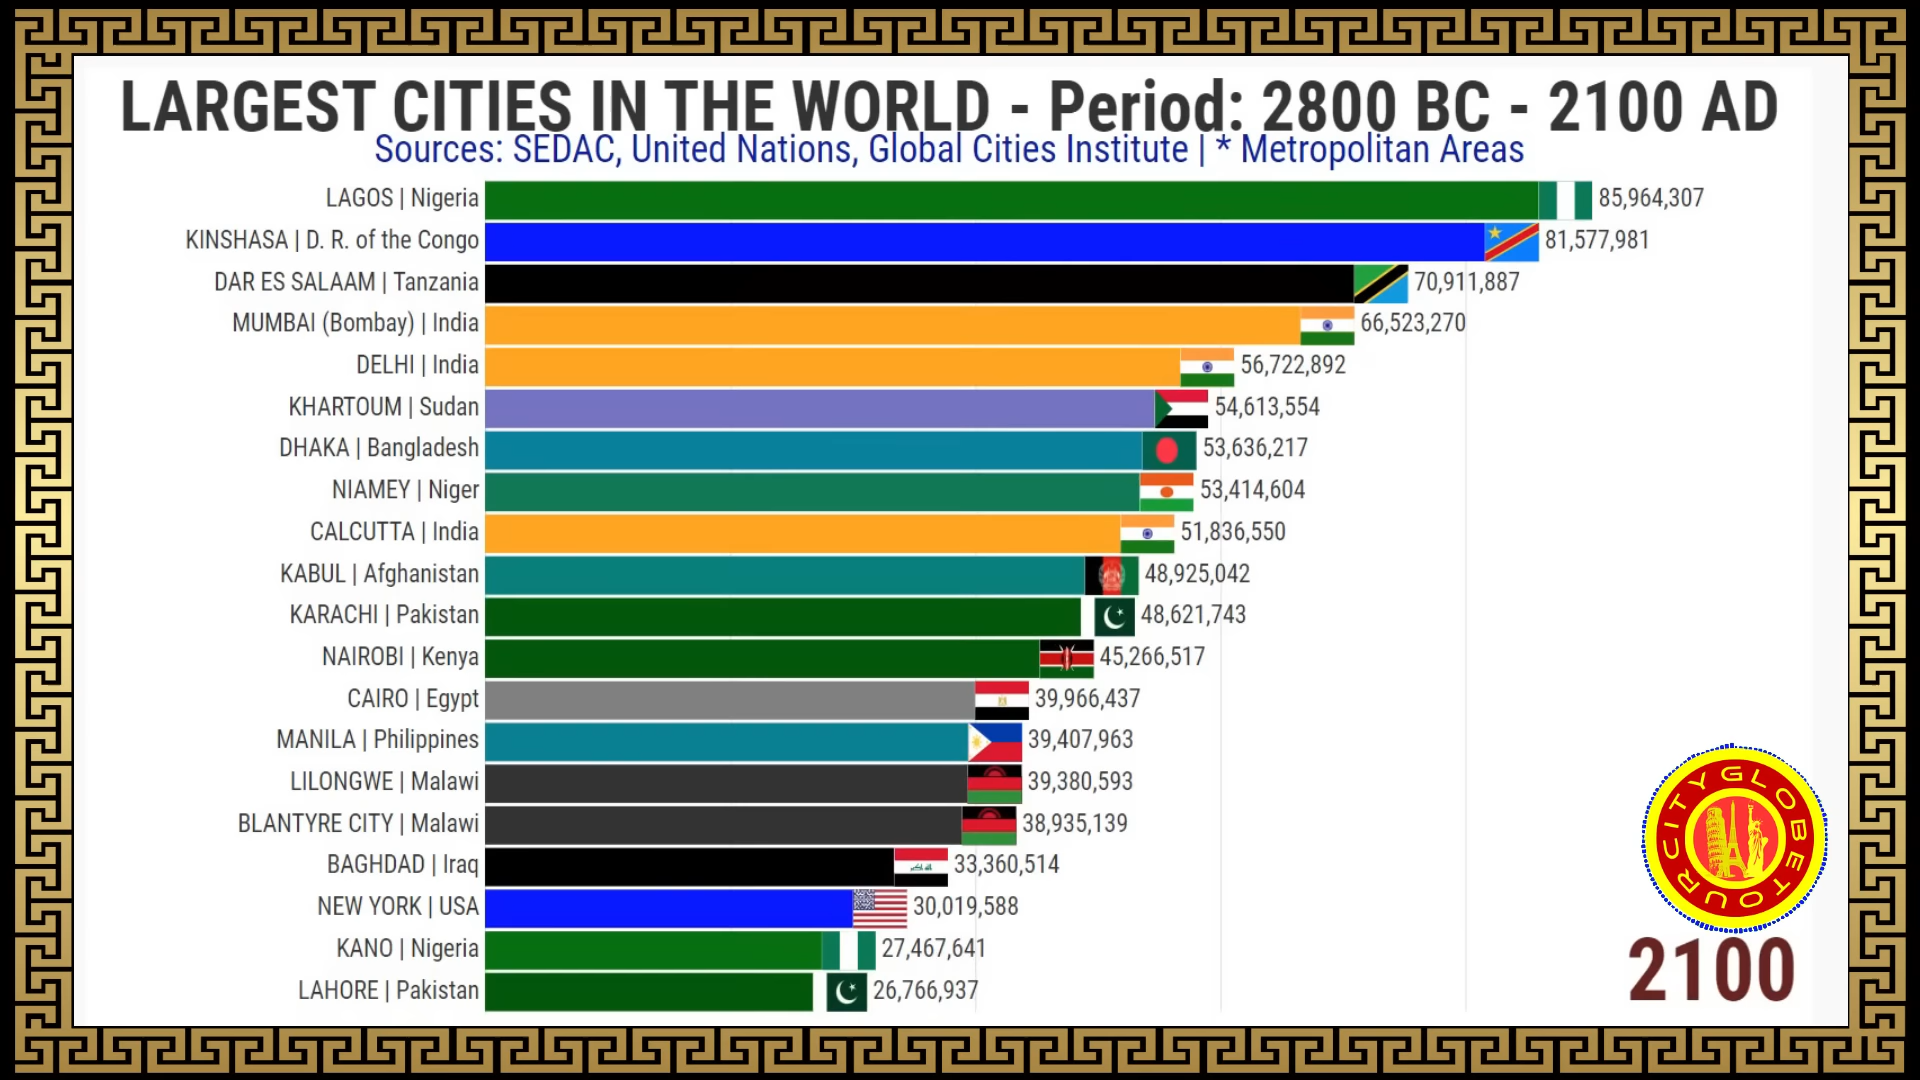 LARGEST CITIES IN THE WORLD - Period: 2800 BC - 2100 AD
Sources: SEDAC, United Nations, Global Cities Institute | * Metropolitan Areas
LAGOS | Nigeria 85,964,307
KINSHASA | D. R. of the Congo 81,577,981
DAR ES SALAAM | Tanzania 70,911,887
MUMBAI (Bombay) | India 66,523,270
DELHI | India 56,722,892
KHARTOUM | Sudan 54,613,554
DHAKA | Bangladesh 53,636,217
NIAMEY | Niger 53,414,604
CALCUTTA | India 51,836,550
KABUL | Afghanistan 48,925,042
KARACHI | Pakistan 48,621,743
NAIROBI | Kenya 45,266,517
CAIRO | Egypt 39,966,437
MANILA | Philippines 39,407,963
LILONGWE | Malawi 39,380,593
BLANTYRE CITY | Malawi 38,935,139
BAGHDAD | Iraq 33,360,514
NEW YORK | USA 30,019,588
KANO | Nigeria 27,467,641
LAHORE | Pakistan 26,766,937
CITY GLOBETOUR
2100